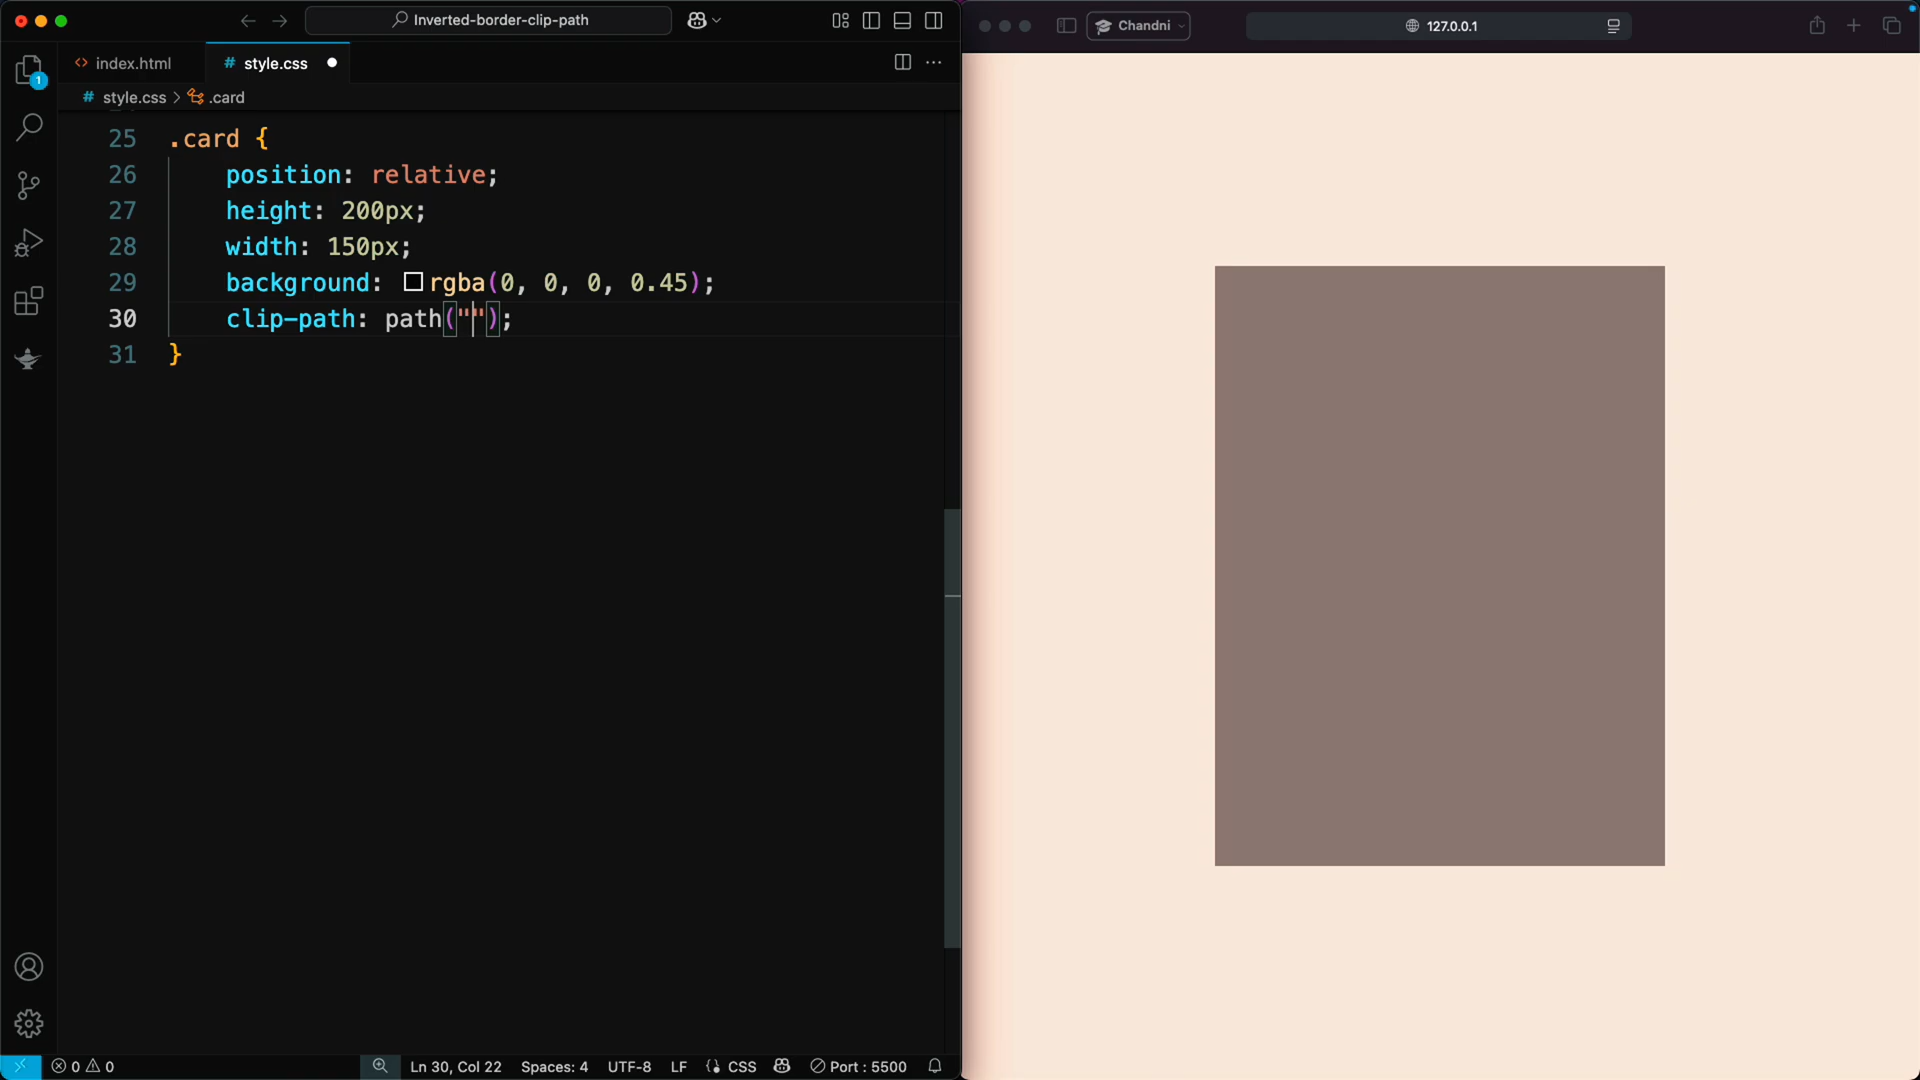 Inverted-border-clip-path
Chandni
127.0.0.1
1
<> index.html
# style.css
# style.css > .card
25 .card {
26 position: relative;
27 height: 200px;
28 width: 150px;
29 background: rgba(0, 0, 0, 0.45);
30 clip-path: path("");
31 }
0 0
Ln 30, Col 22
Spaces: 4
UTF-8
LF
{} CSS
Port : 5500